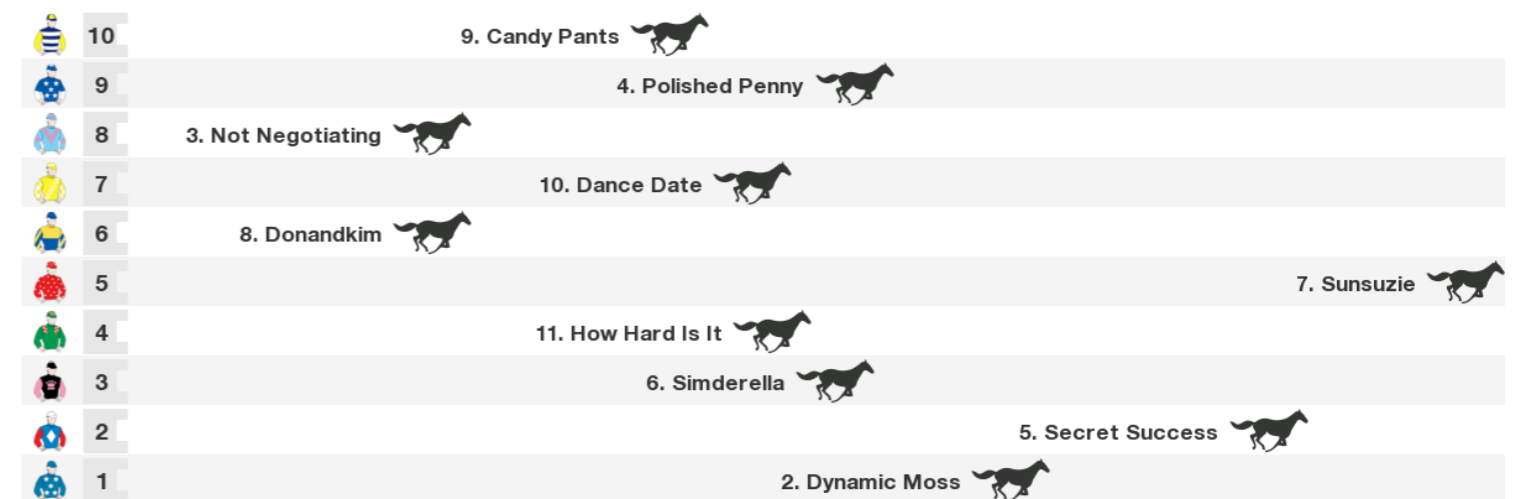 10 9. Candy Pants
9 4. Polished Penny
8 3. Not Negotiating
7 10. Dance Date
6 8. Donandkim
5 7. Sunsuzie
4 11. How Hard Is It
3 6. Simderella
2 5. Secret Success
1 2. Dynamic Moss